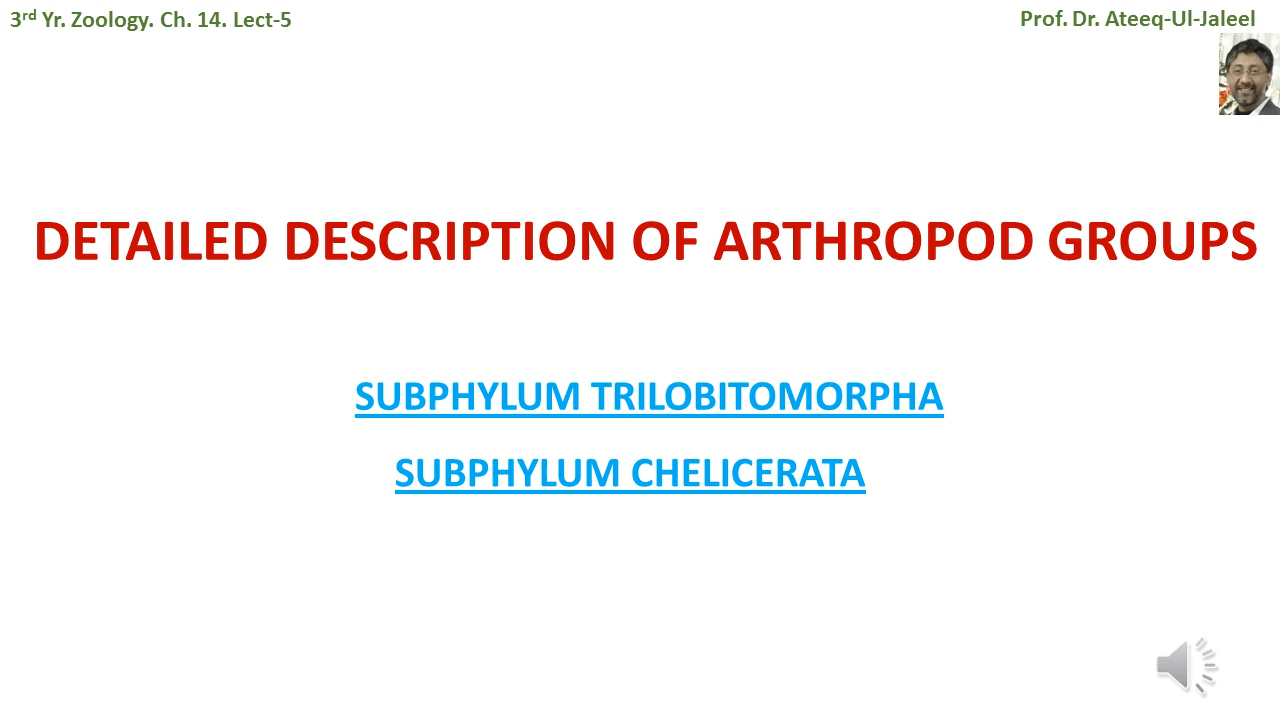 3rd Yr. Zoology. Ch. 14. Lect-5
Prof. Dr. Ateeq-Ul-Jaleel
DETAILED DESCRIPTION OF ARTHROPOD GROUPS
SUBPHYLUM TRILOBITOMORPHA
SUBPHYLUM CHELICERATA